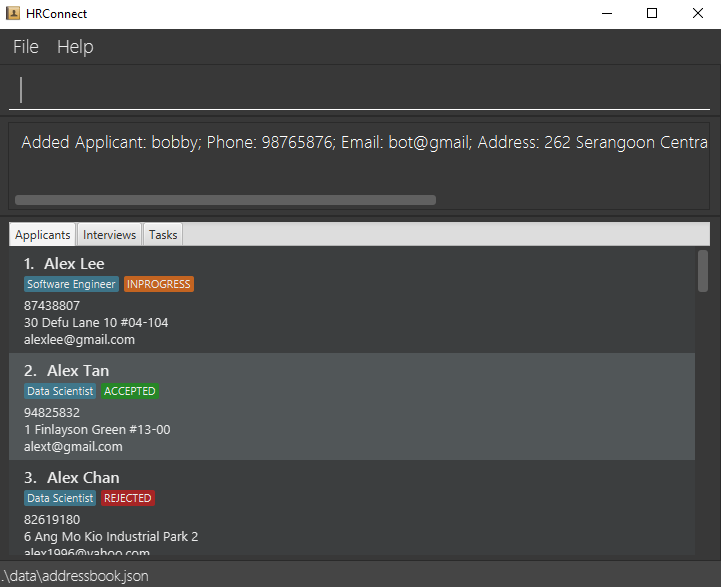 HRConnect
File Help
Added Applicant: bobby; Phone: 98765876; Email: bot@gmail; Address: 262 Serangoon Centra
Applicants Interviews Tasks
1. Alex Lee
Software Engineer INPROGRESS
87438807
30 Defu Lane 10 #04-104
alexlee@gmail.com
2. Alex Tan
Data Scientist ACCEPTED
94825832
1 Finlayson Green #13-00
alext@gmail.com
3. Alex Chan
Data Scientist REJECTED
82619180
6 Ang Mo Kio Industrial Park 2
alex1996@yahoo.com
.\data\addressbook.json